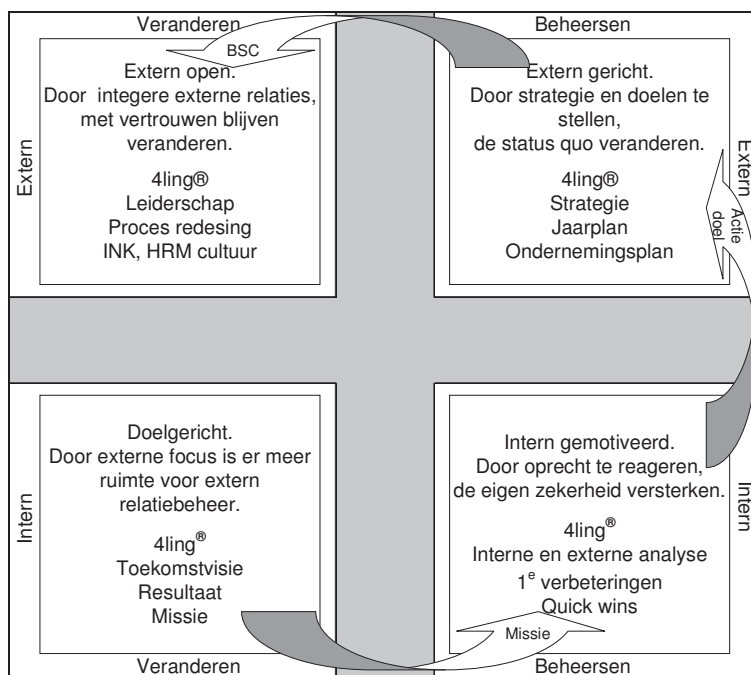 Veranderen
Beheersen
BSC
Extern
Extern open.
Door integere externe relaties,
met vertrouwen blijven
veranderen.
4ling®
Leiderschap
Proces redesing
INK, HRM cultuur
Extern gericht.
Door strategie en doelen te
stellen,
de status quo veranderen.
4ling®
Strategie
Jaarplan
Ondernemingsplan
Extern
Actie
doel
Intern
Doelgericht.
Door externe focus is er meer
ruimte voor extern
relatiebeheer.
4ling®
Toekomstvisie
Resultaat
Missie
Intern gemotiveerd.
Door oprecht te reageren,
de eigen zekerheid versterken.
4ling®
Interne en externe analyse
1e verbeteringen
Quick wins
Intern
Missie
Veranderen
Beheersen